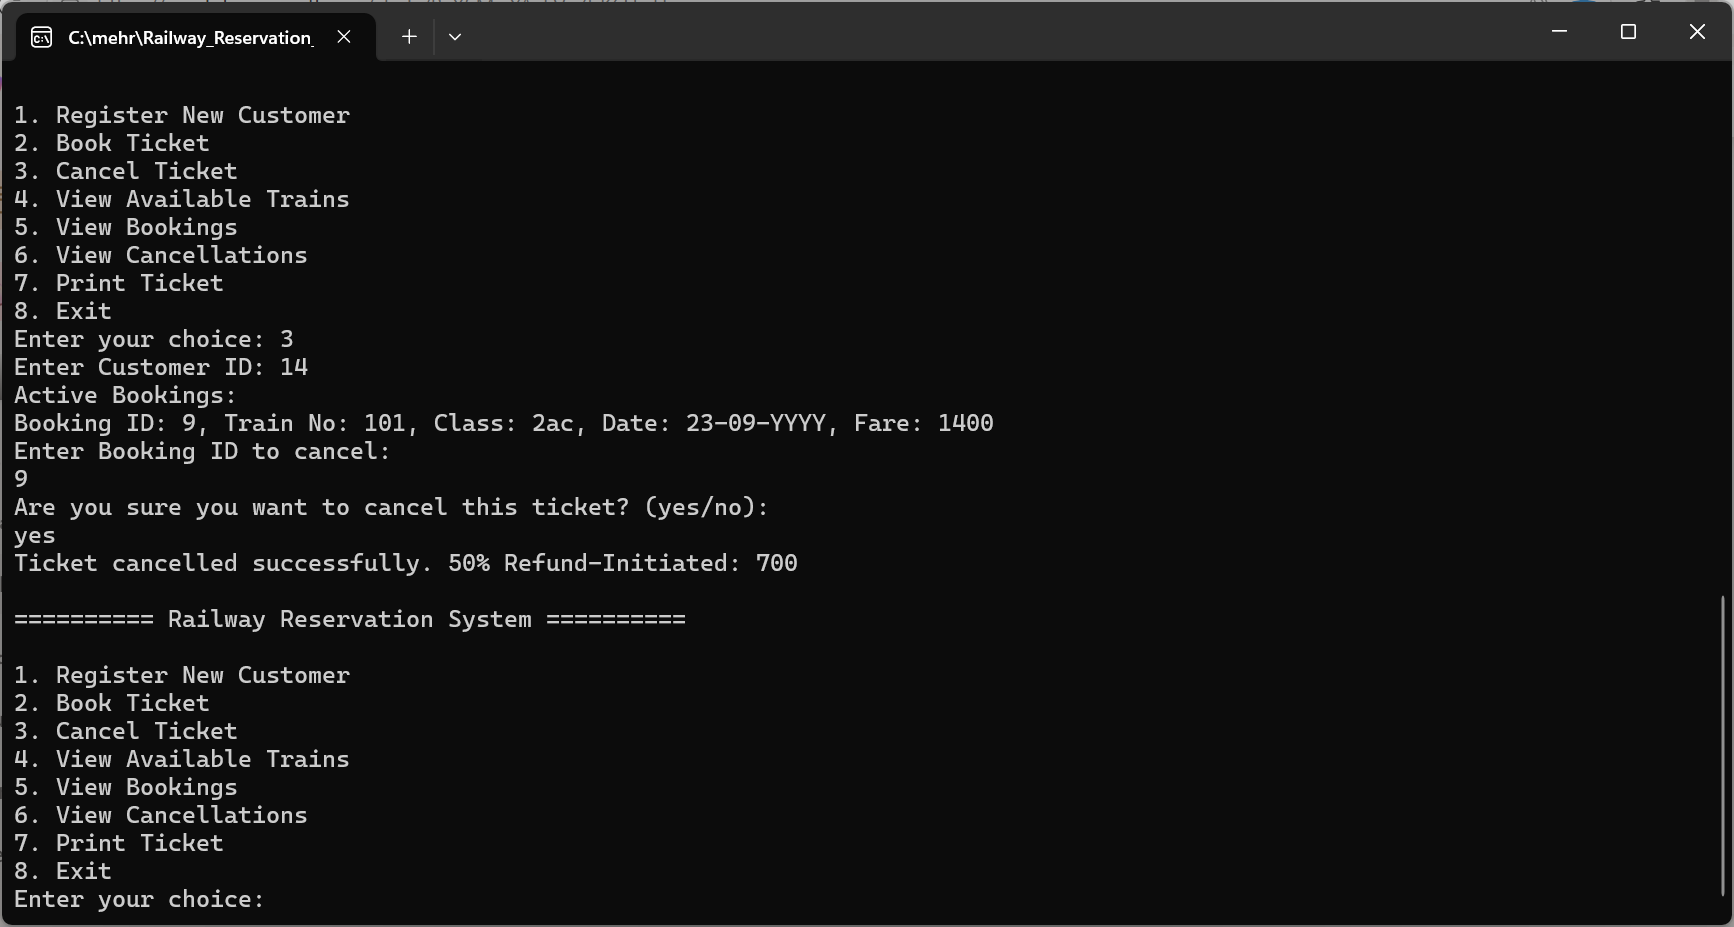 C:\mehr\Railway_Reservation_
1. Register New Customer
2. Book Ticket
3. Cancel Ticket
4. View Available Trains
5. View Bookings
6. View Cancellations
7. Print Ticket
8. Exit
Enter your choice: 3
Enter Customer ID: 14
Active Bookings:
Booking ID: 9, Train No: 101, Class: 2ac, Date: 23-09-YYYY, Fare: 1400
Enter Booking ID to cancel:
9
Are you sure you want to cancel this ticket? (yes/no):
yes
Ticket cancelled successfully. 50% Refund-Initiated: 700
========== Railway Reservation System ==========
1. Register New Customer
2. Book Ticket
3. Cancel Ticket
4. View Available Trains
5. View Bookings
6. View Cancellations
7. Print Ticket
8. Exit
Enter your choice: